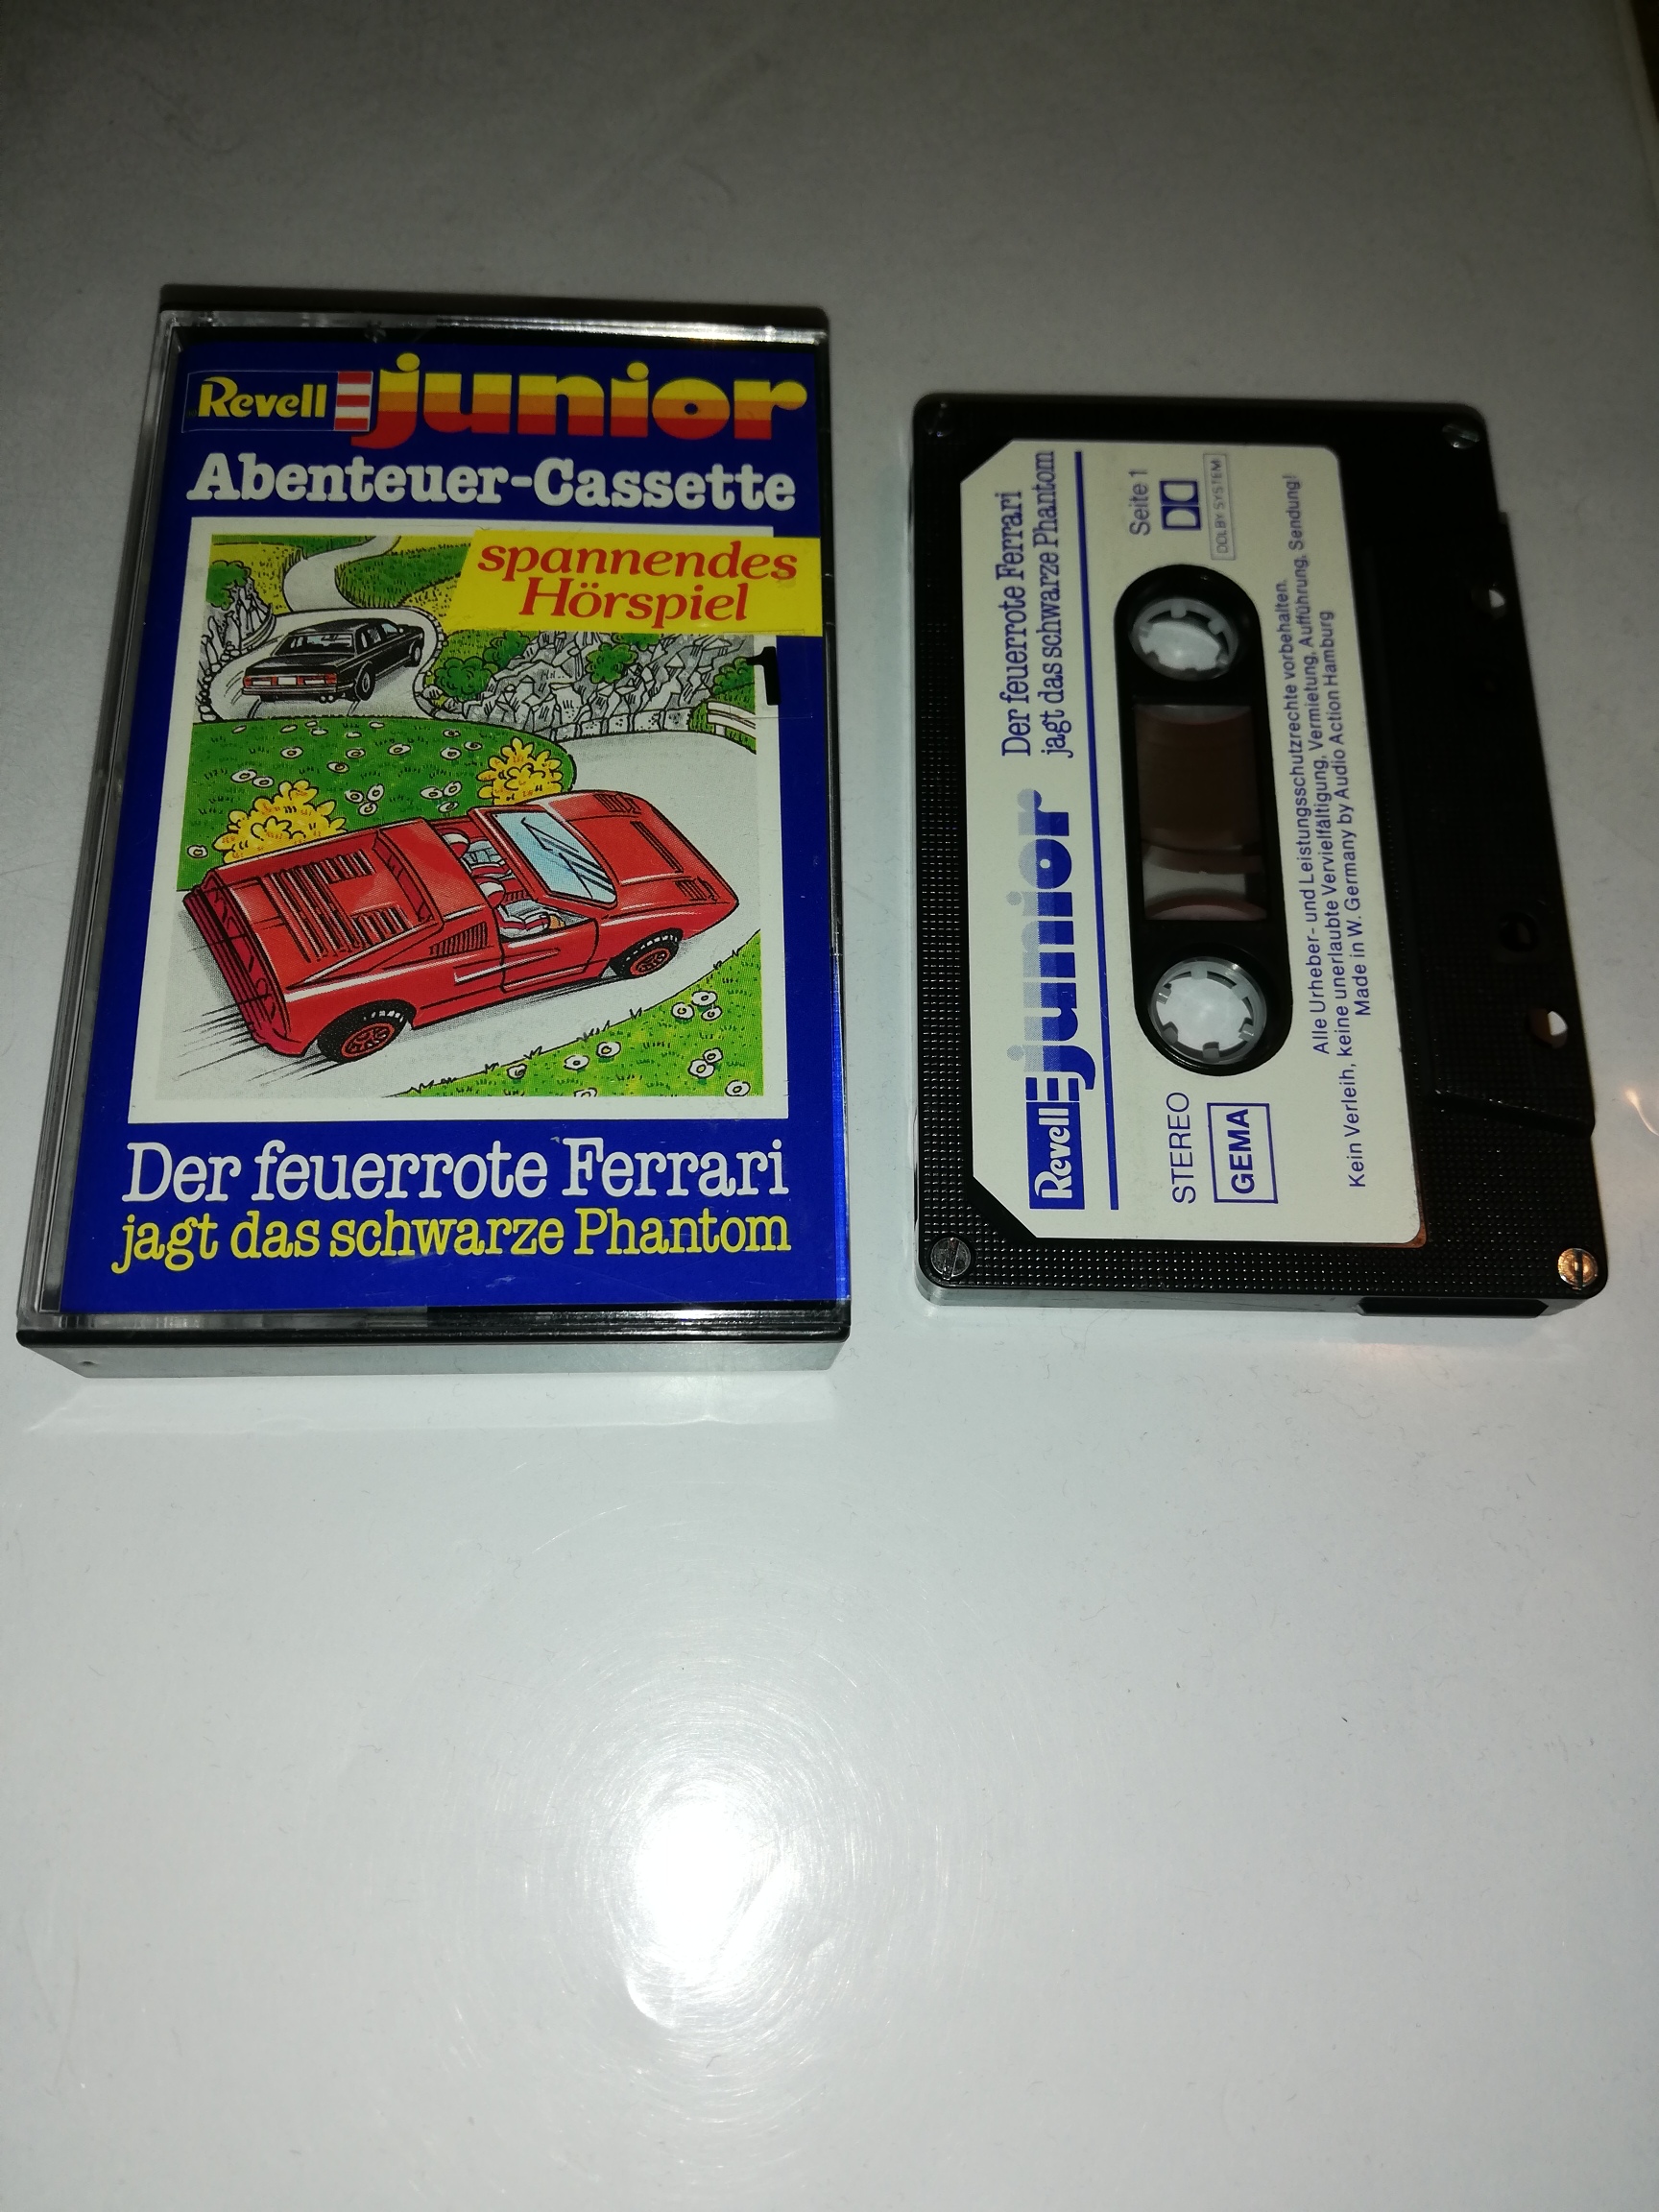 Revell junior
Abenteuer-Cassette
spannendes
Hörspiel
1
Der feuerrote Ferrari
jagt das schwarze Phantom
Revell junior
Der feuerrote Ferrari
jagt das schwarze Phantom
STEREO
GEMA
Seite 1
DOLBY SYSTEM
Alle Urheber- und Leistungsschutzrechte vorbehalten.
Kein Verleih, keine unerlaubte Vervielfältigung, Vermietung, Aufführung, Sendung!
Made in W. Germany by Audio Action Hamburg